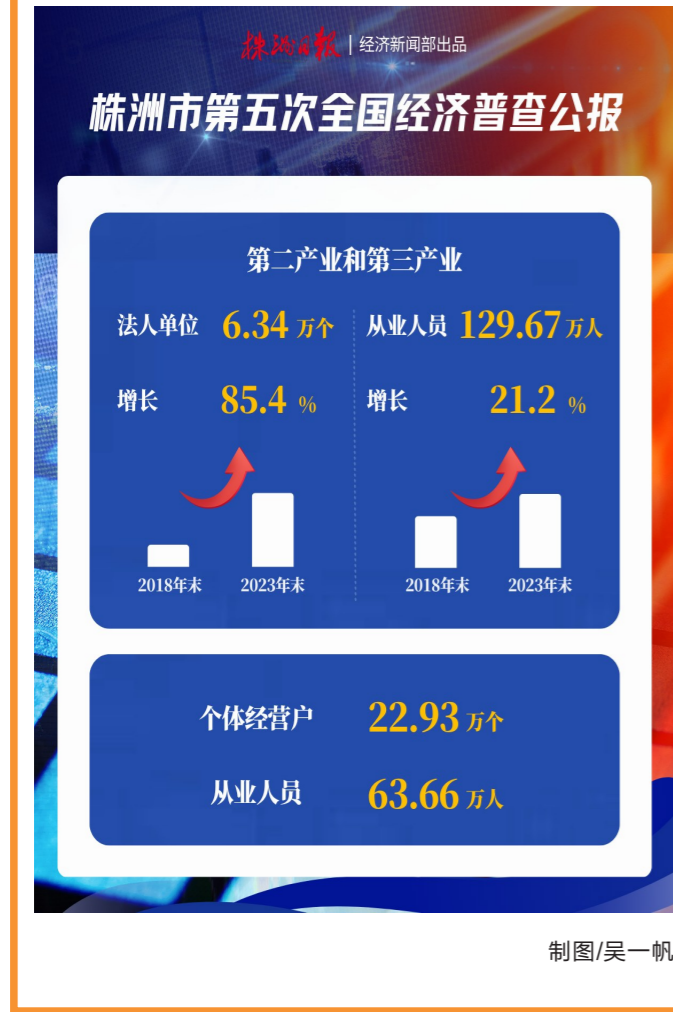 株洲日报 | 经济新闻部出品
株洲市第五次全国经济普查公报
第二产业和第三产业
法人单位 6.34 万个 从业人员 129.67 万人
增长 85.4 % 增长 21.2 %
2018年末 2023年末 2018年末 2023年末
个体经营户 22.93 万个
从业人员 63.66 万人
制图/吴一帆